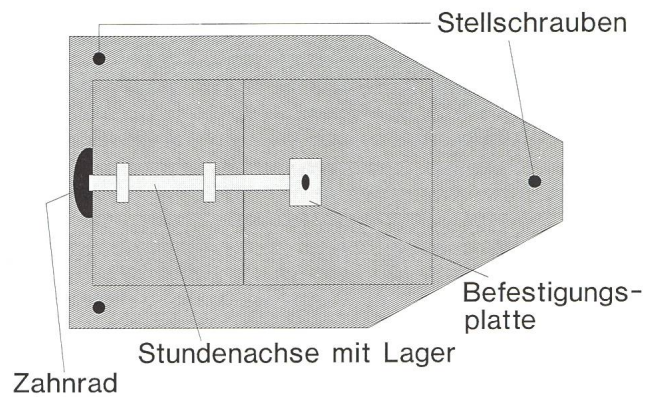 Stellschrauben
Befestigungs-
platte
Stundenachse mit Lager
Zahnrad